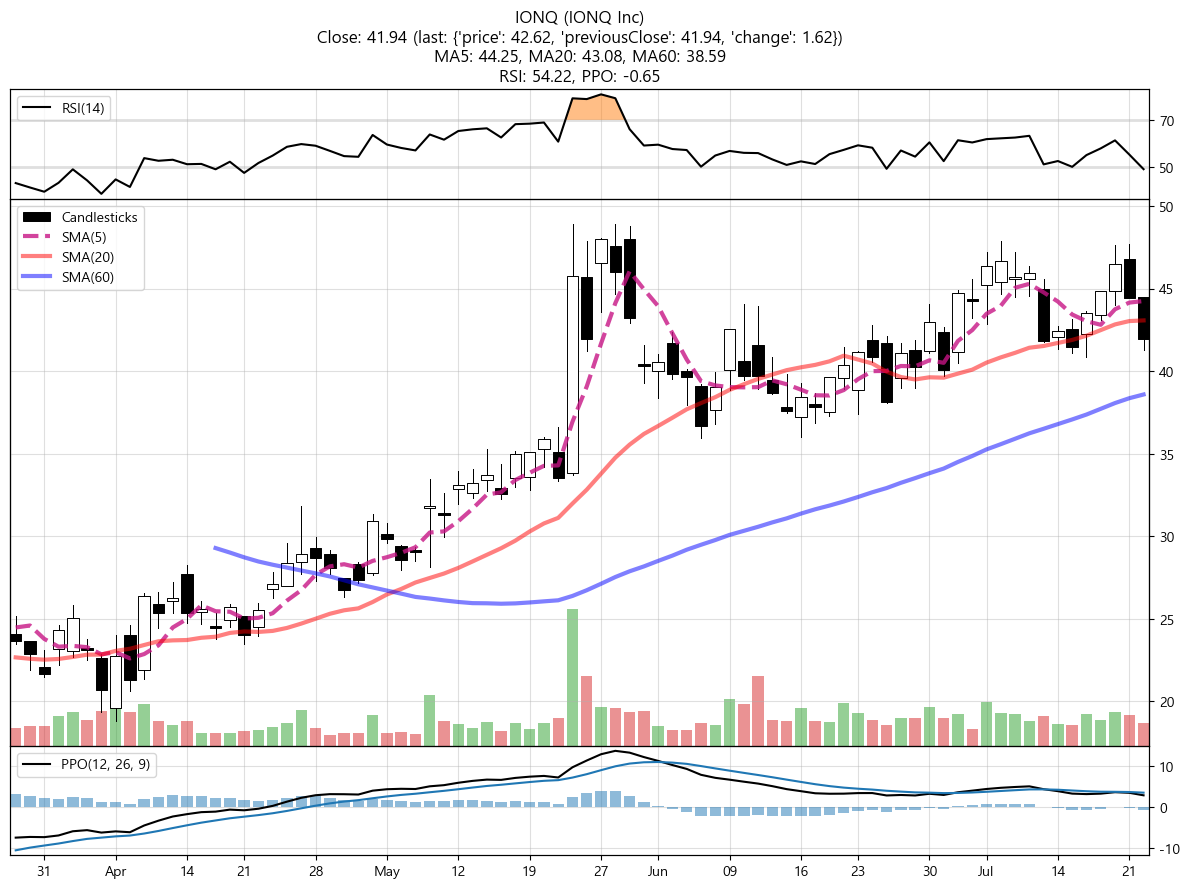 IONQ (IONQ Inc)
Close: 41.94 (last: {'price': 42.62, 'previousClose': 41.94, 'change': 1.62})
MA5: 44.25, MA20: 43.08, MA60: 38.59
RSI: 54.22, PPO: -0.65
RSI(14)
70
50
Candlesticks
SMA(5)
SMA(20)
SMA(60)
50
45
40
35
30
25
20
PPO(12, 26, 9)
10
0
-10
31 Apr 14 21 28 May 12 19 27 Jun 09 16 23 30 Jul 14 21